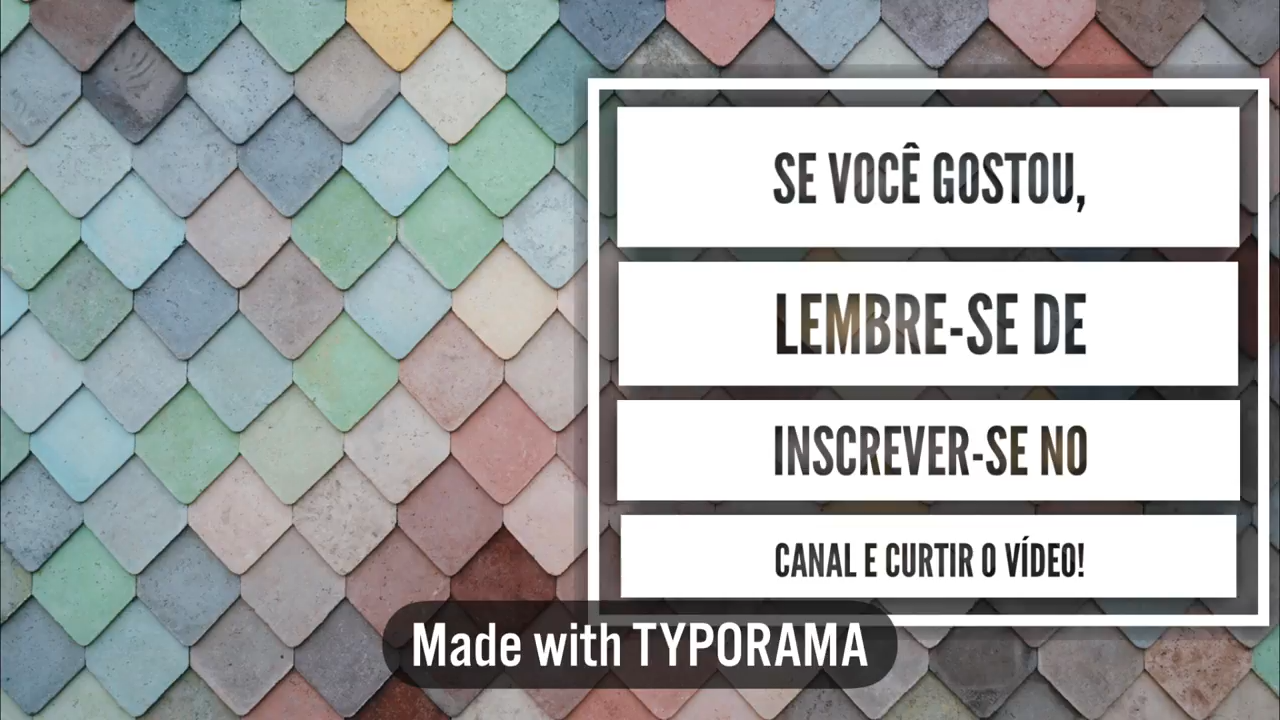 SE VOCÊ GOSTOU,
LEMBRE-SE DE
INSCREVER-SE NO
CANAL E CURTIR O VÍDEO!
Made with TYPORAMA